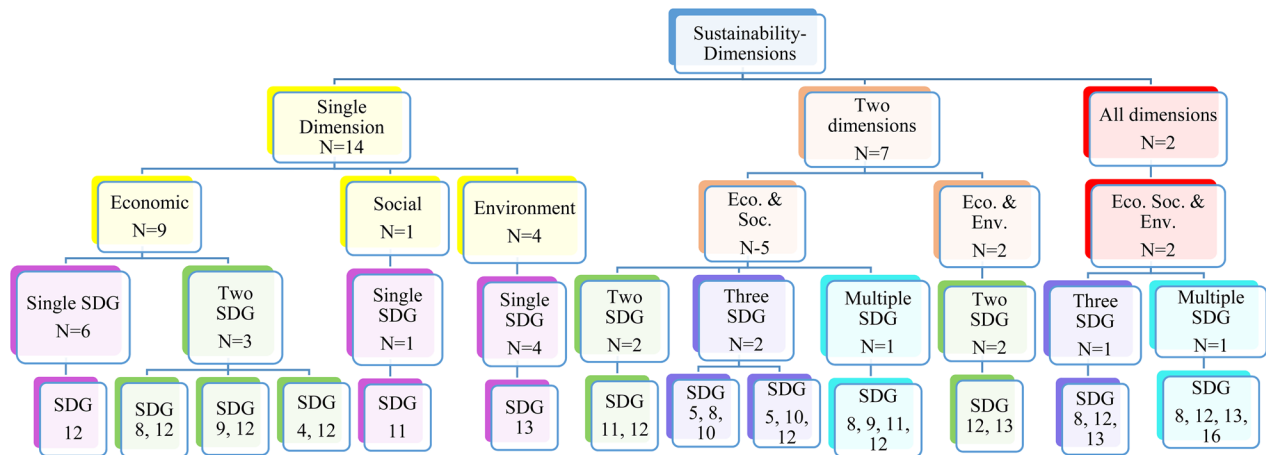 Sustainability-
Dimensions
Single
Dimension
N=14
Two
dimensions
N=7
All dimensions
N=2
Economic
N=9
Social
N=1
Environment
N=4
Eco. &
Soc.
N-5
Eco. &
Env.
N=2
Eco. Soc. &
Env.
N=2
Single SDG
N=6
Two
SDG
N=3
Single
SDG
N=1
Single
SDG
N=4
Two
SDG
N=2
Three
SDG
N=2
Multiple
SDG
N=1
Two
SDG
N=2
Three
SDG
N=1
Multiple
SDG
N=1
SDG
12
SDG
8, 12
SDG
9, 12
SDG
4, 12
SDG
11
SDG
13
SDG
11, 12
SDG
5, 8,
10
SDG
5, 10,
12
SDG
8, 9, 11,
12
SDG
12, 13
SDG
8, 12,
13
SDG
8, 12, 13,
16